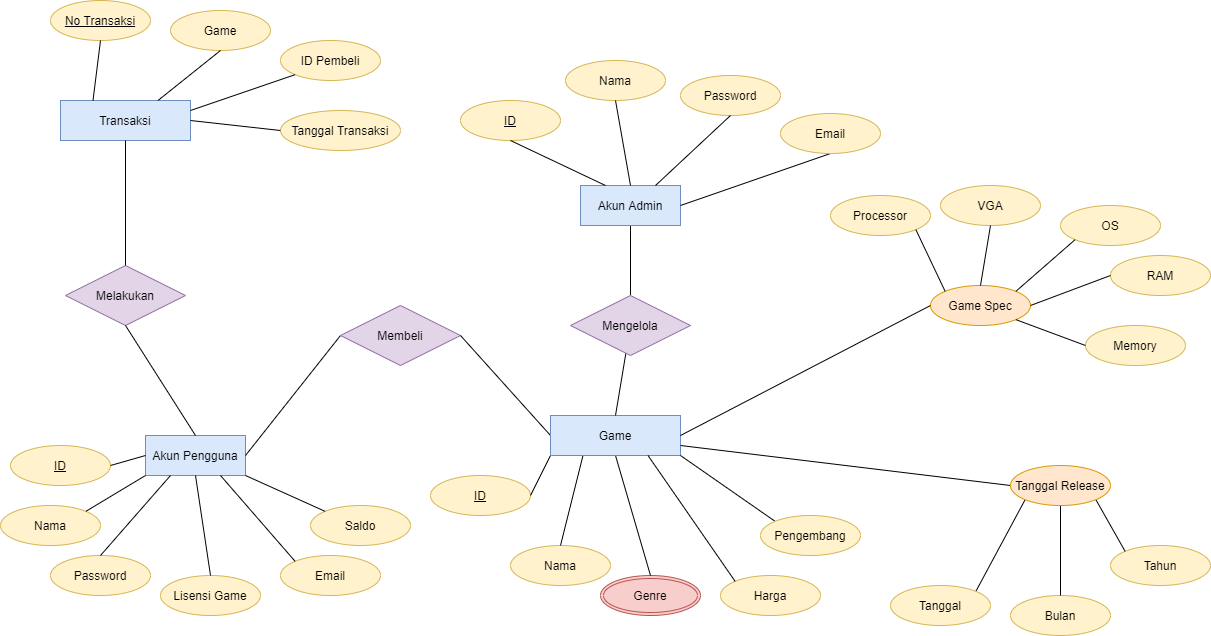 No Transaksi
Game
ID Pembeli
Tanggal Transaksi
Transaksi
Nama
Password
ID
Email
Akun Admin
Processor
VGA
OS
RAM
Game Spec
Memory
Melakukan
Membeli
Mengelola
Akun Pengguna
ID
Nama
Password
Lisensi Game
Email
Saldo
Game
ID
Nama
Genre
Harga
Pengembang
Tanggal Release
Tanggal
Bulan
Tahun